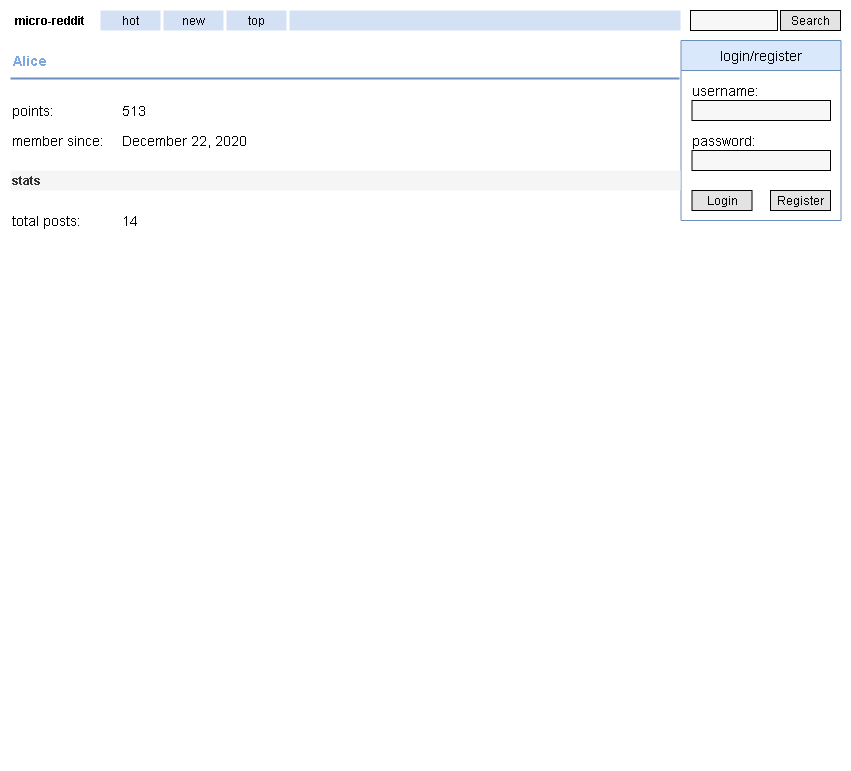 micro-reddit hot new top Search
Alice
login/register
points: 513
username:
member since: December 22, 2020
password:
stats
Login Register
total posts: 14